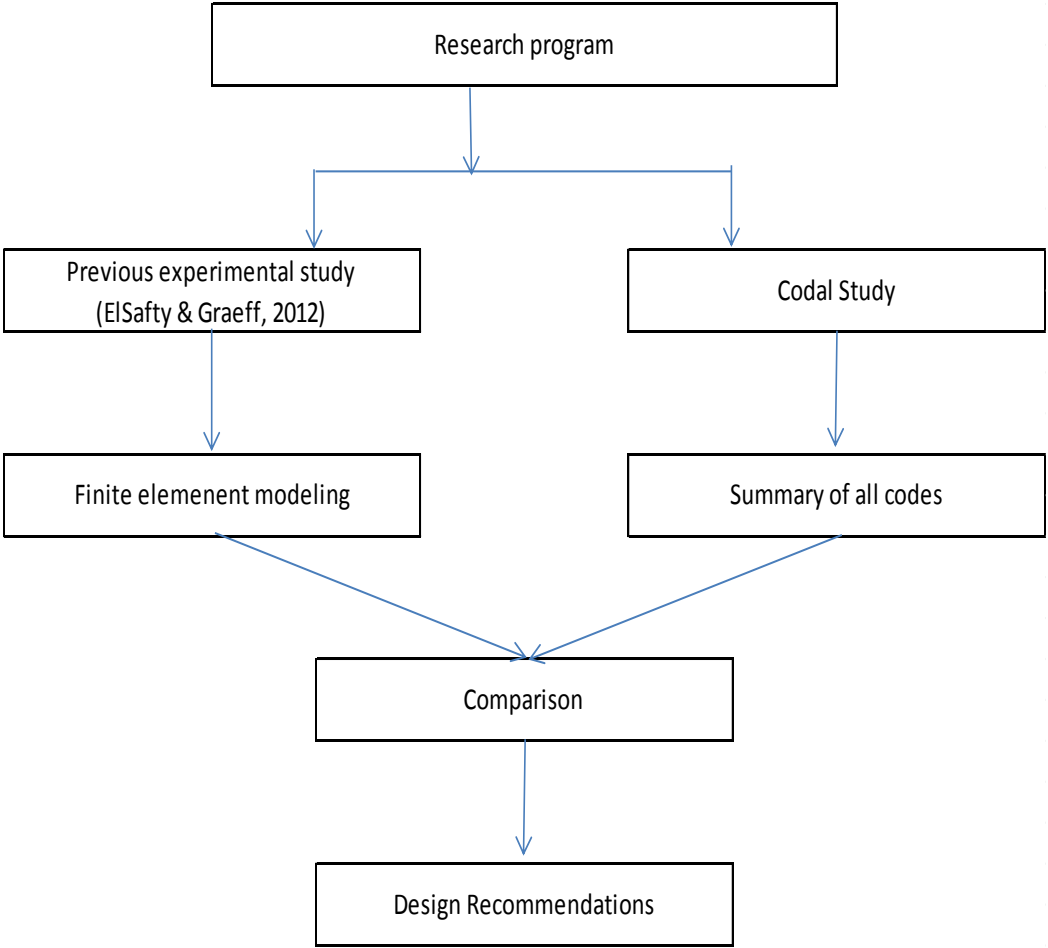 Research program
Previous experimental study
(ElSafty & Graeff, 2012)
Codal Study
Finite elemenent modeling
Summary of all codes
Comparison
Design Recommendations